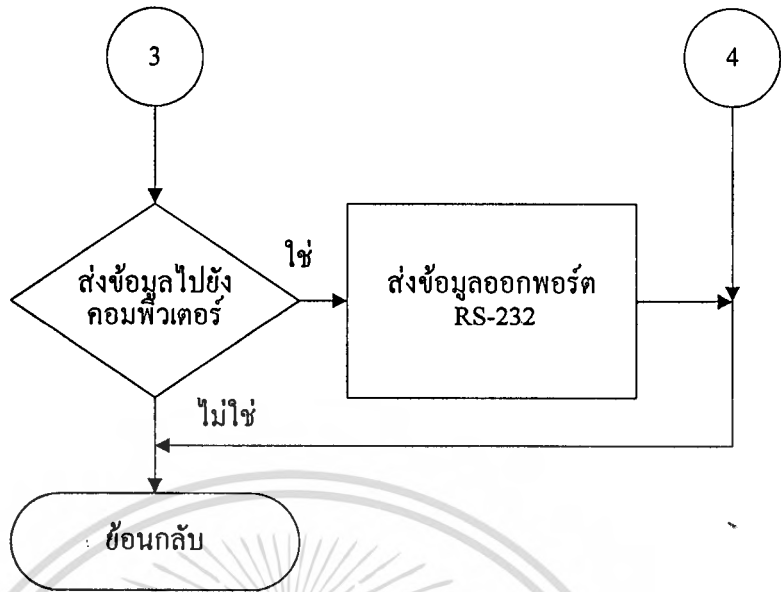 3
4
ส่งข้อมูลไปยัง
คอมพิวเตอร์
ใช่
ส่งข้อมูลออกพอร์ต
RS-232
ไม่ใช่
ย้อนกลับ